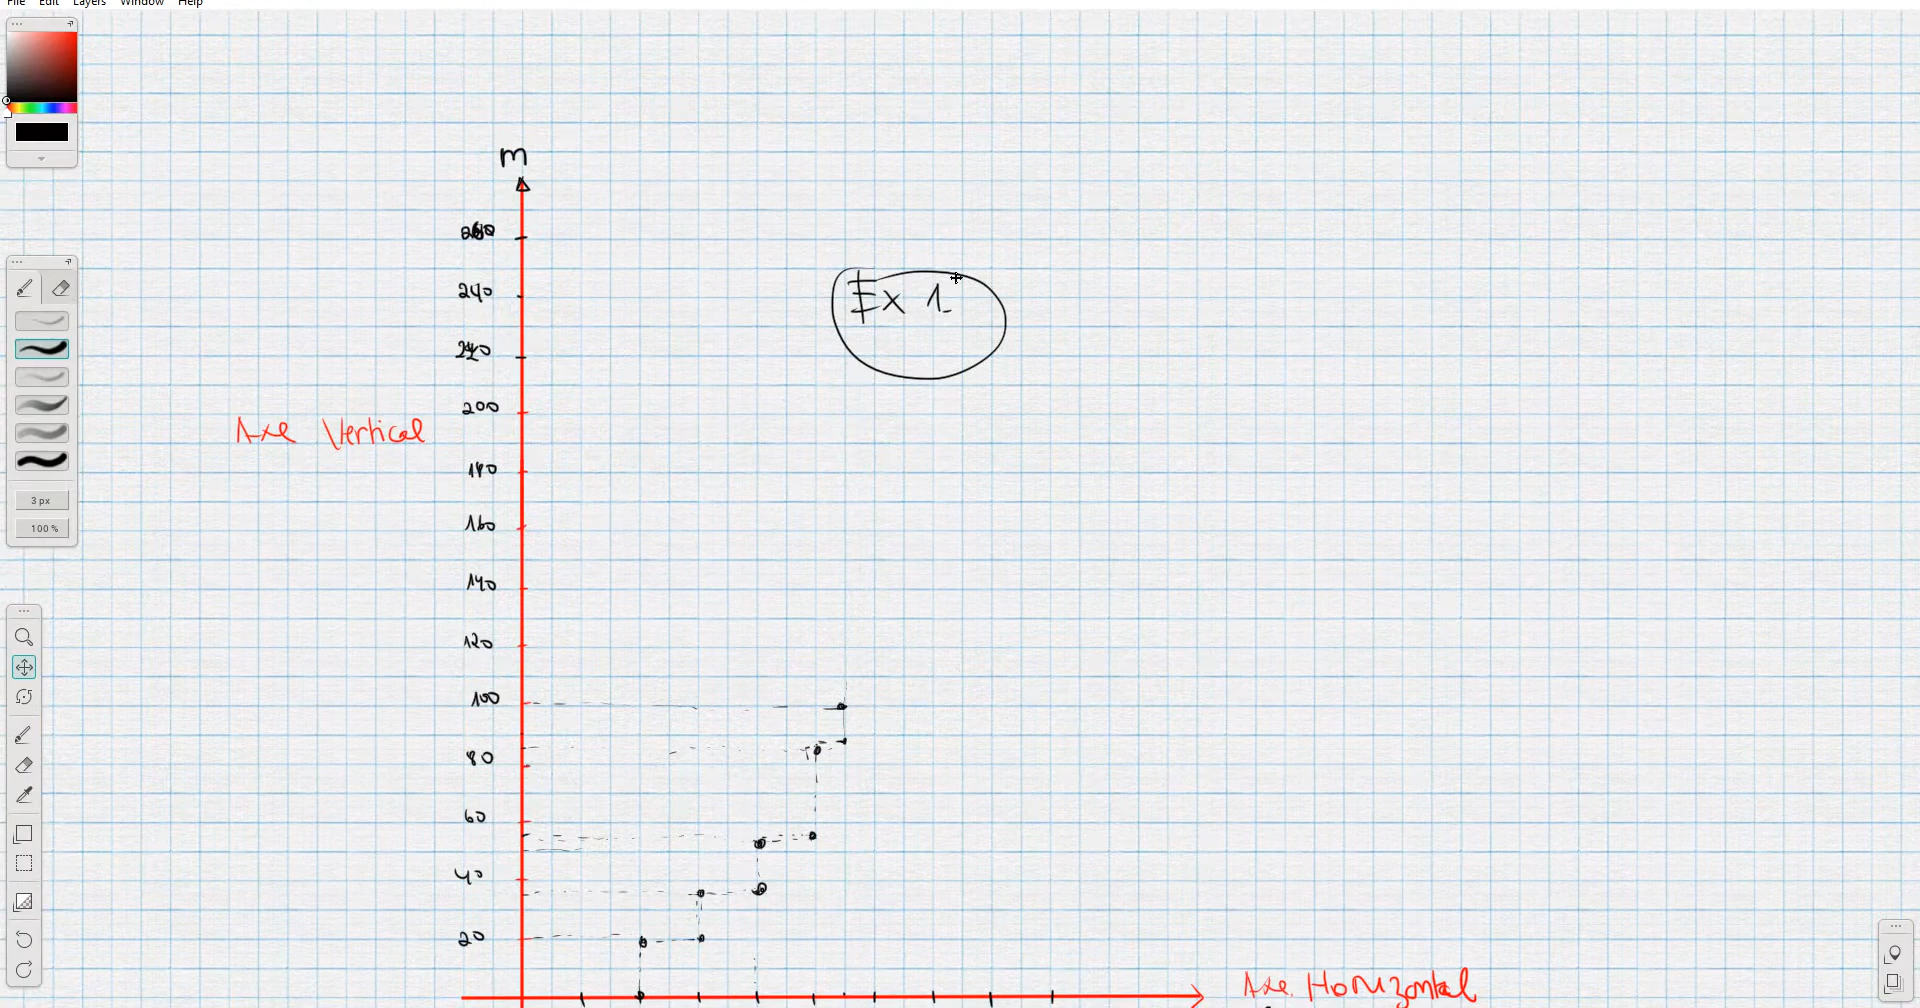 File Edit Layers Window Help
m
240
Ex 1
200
Axe Vertical
180
160
140
120
100
80
60
40
20
Axe Horizontal
3 px
100 %